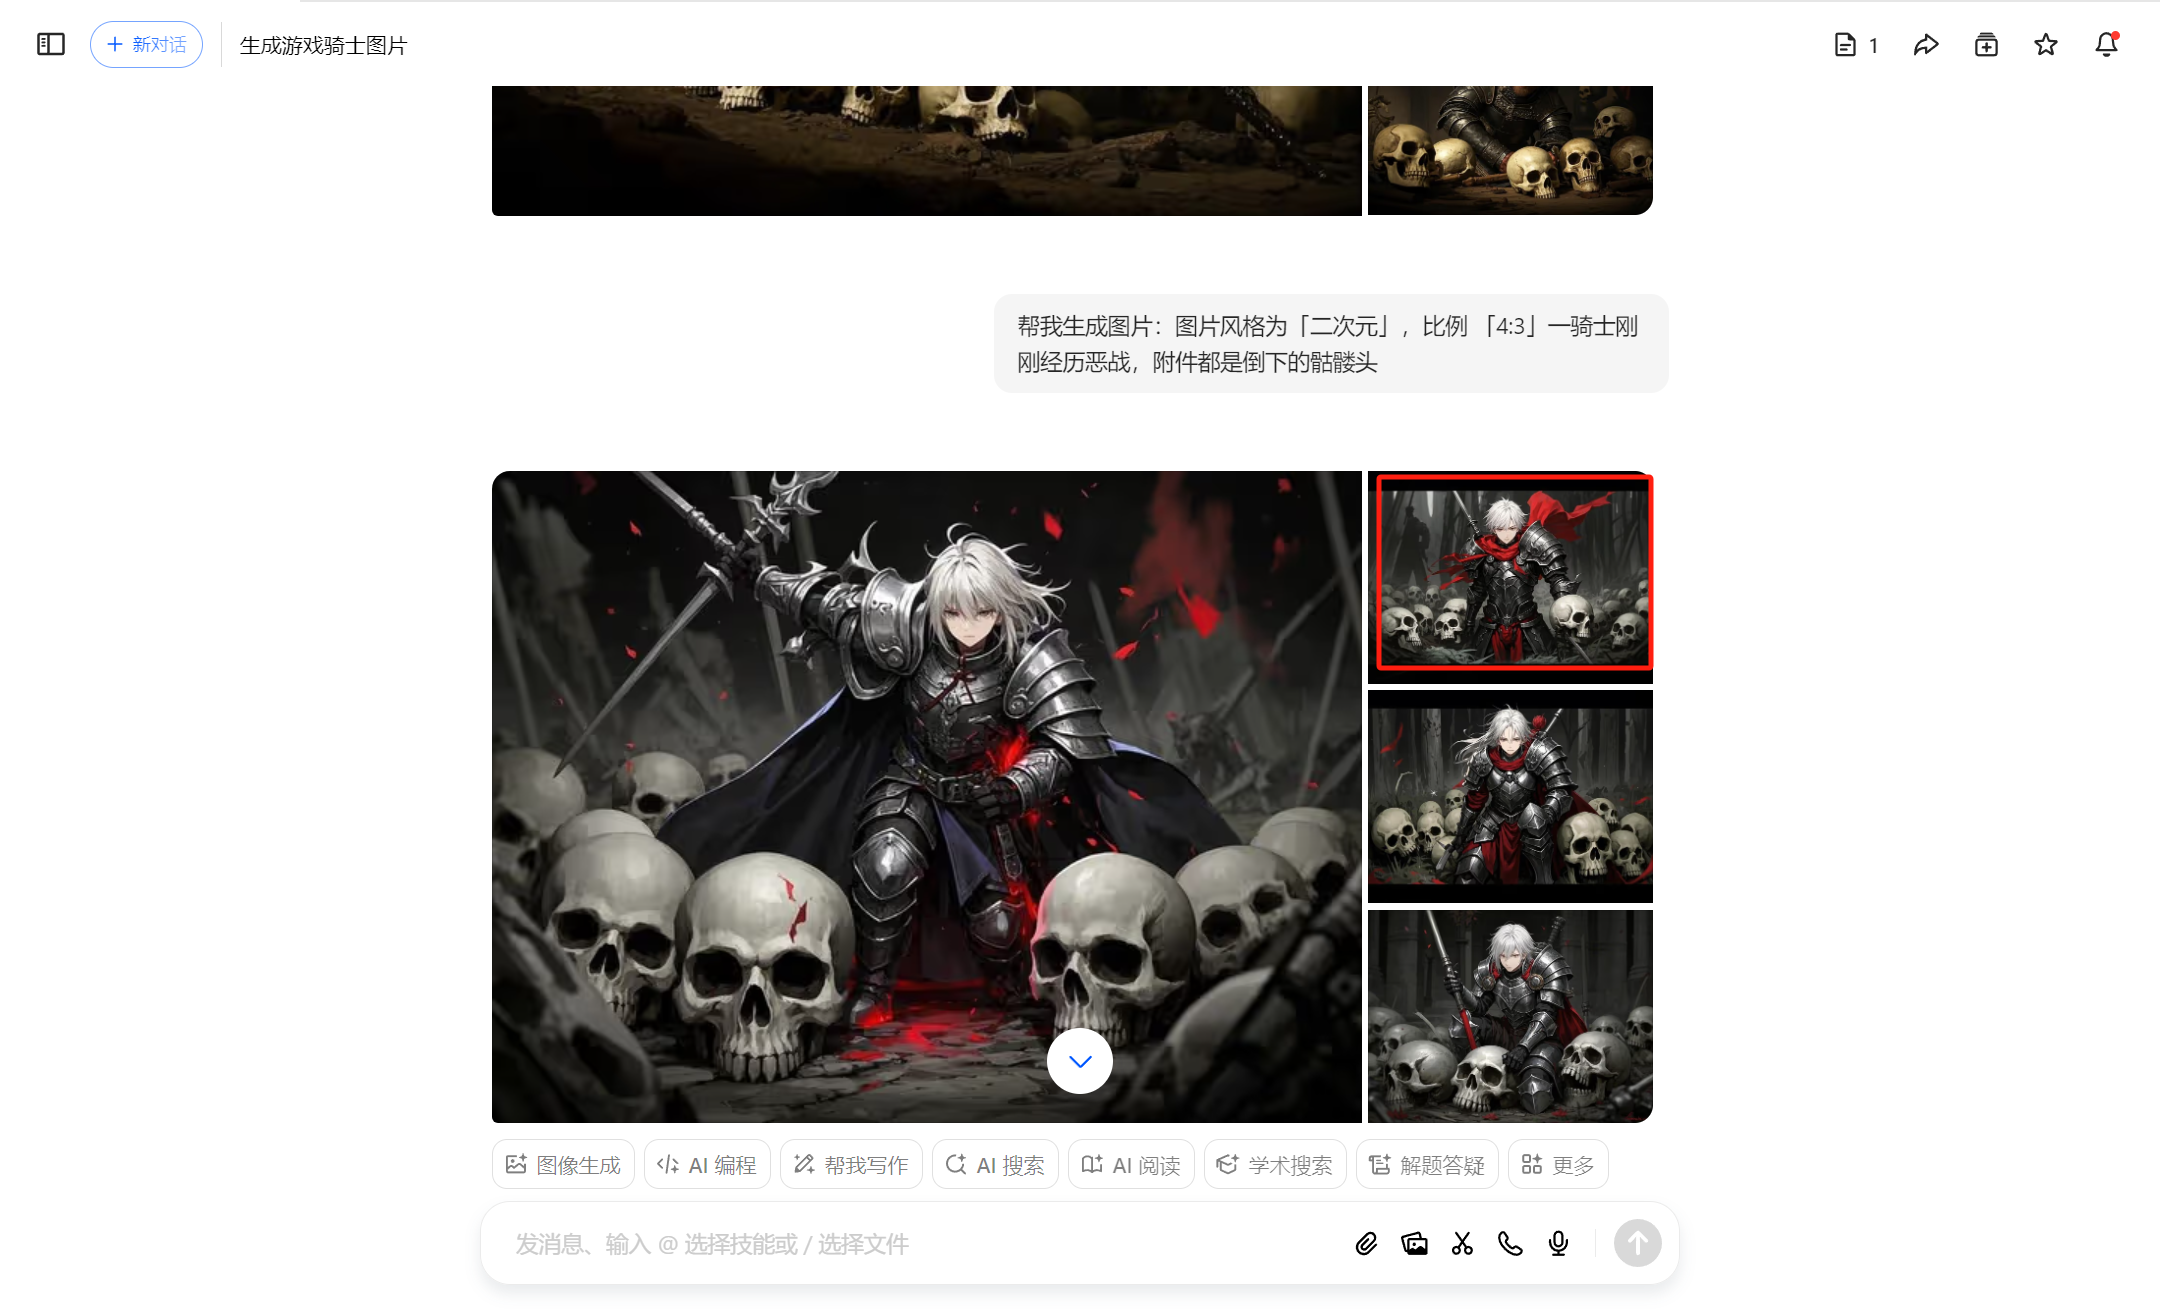 新对话
生成游戏骑士图片
1
帮我生成图片：图片风格为「二次元」，比例 「4:3」一骑士刚
刚经历恶战，附件都是倒下的骷髅头
图像生成
AI 编程
帮我写作
AI 搜索
AI 阅读
学术搜索
解题答疑
更多
发消息、输入 @ 选择技能或 / 选择文件